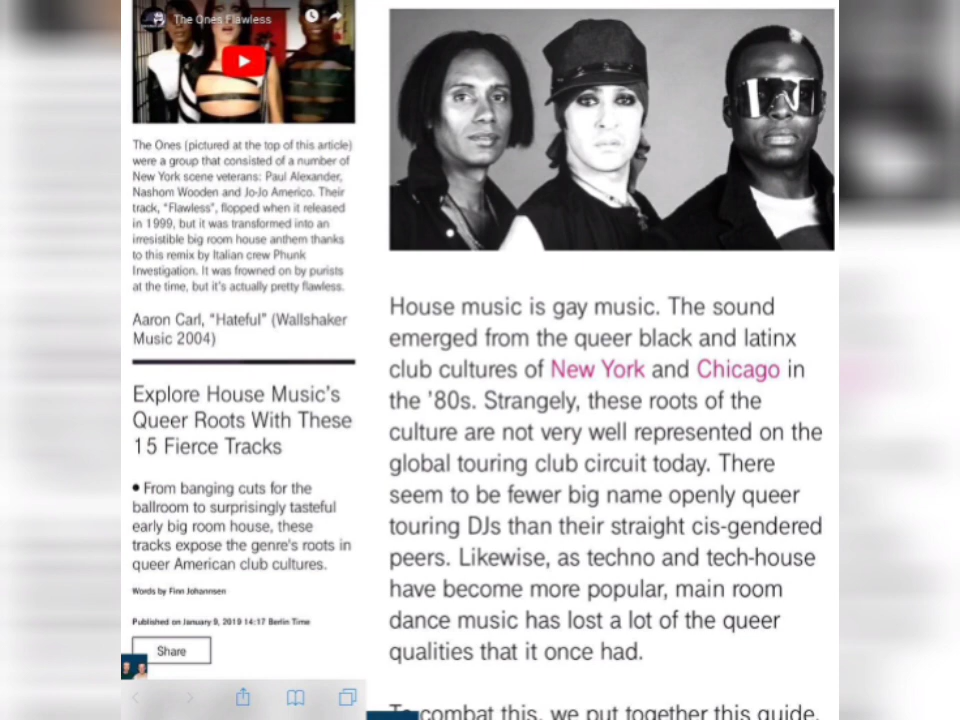 The Ones Flawless
The Ones (pictured at the top of this article)
were a group that consisted of a number of
New York scene veterans: Paul Alexander,
Nashom Wooden and Jo-Jo Americo. Their
track, "Flawless", flopped when it released
in 1999, but it was transformed into an
irresistible big room house anthem thanks
to this remix by Italian crew Phunk
Investigation. It was frowned on by purists
at the time, but it's actually pretty flawless.
Aaron Carl, "Hateful" (Wallshaker
Music 2004)
Explore House Music's
Queer Roots With These
15 Fierce Tracks
• From banging cuts for the
ballroom to surprisingly tasteful
early big room house, these
tracks expose the genre's roots in
queer American club cultures.
Words by Finn Johannsen
Published on January 9, 2019 14:17 Berlin Time
Share
House music is gay music. The sound
emerged from the queer black and latinx
club cultures of New York and Chicago in
the '80s. Strangely, these roots of the
culture are not very well represented on the
global touring club circuit today. There
seem to be fewer big name openly queer
touring DJs than their straight cis-gendered
peers. Likewise, as techno and tech-house
have become more popular, main room
dance music has lost a lot of the queer
qualities that it once had.
To combat this, we put together this guide,